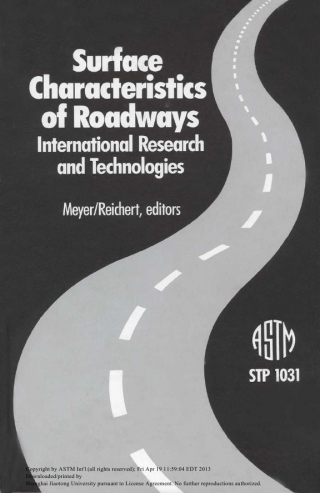 Surface
Characteristics
of Roadways
International Research
and Technologies
Meyer/Reichert, editors
ASTM
STP 1031
Copyright by ASTM Int'l (all rights reserved); Fri Apr 19 11:59:04 EDT 2013
Downloaded/printed by
Shanghai Jiaotong University pursuant to License Agreement. No further reproductions authorized.